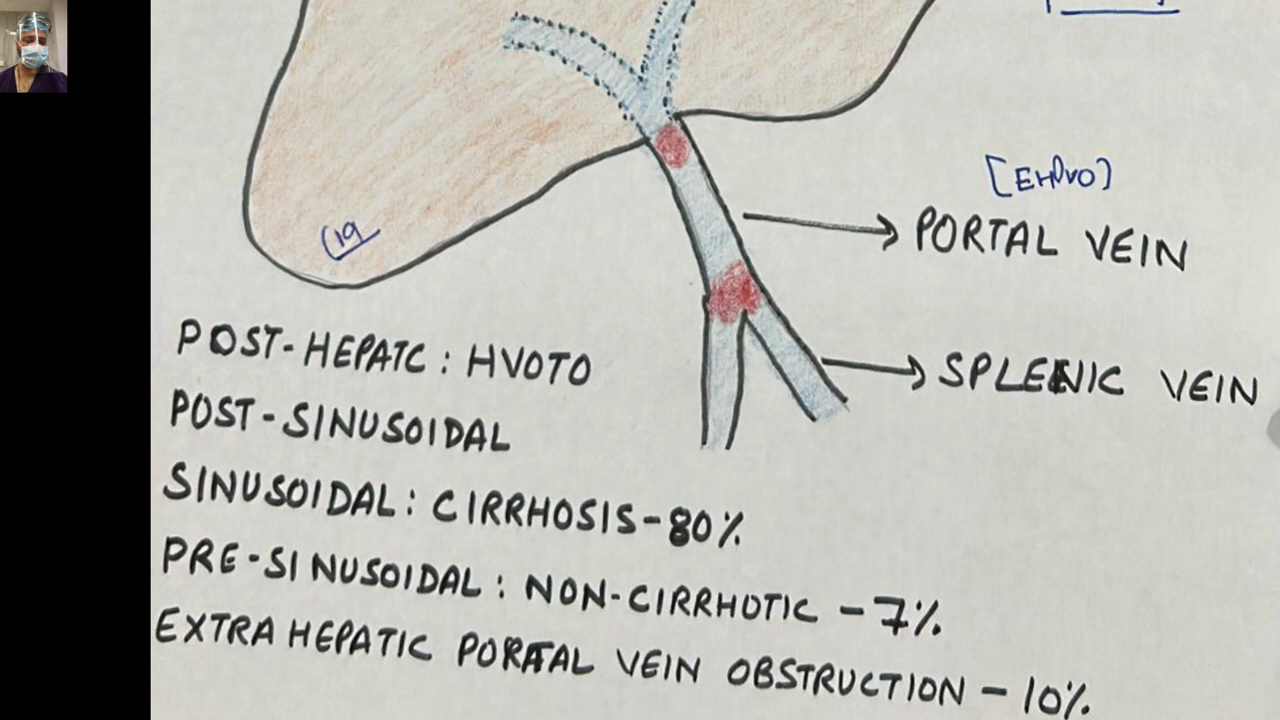 [EHPVO]
PORTAL VEIN
SPLENIC VEIN
POST-HEPATC : HVOTO
POST-SINUSOIDAL
SINUSOIDAL : CIRRHOSIS-80%
PRE-SINUSOIDAL : NON-CIRRHOTIC -7%
EXTRA HEPATIC PORTAL VEIN OBSTRUCTION - 10%